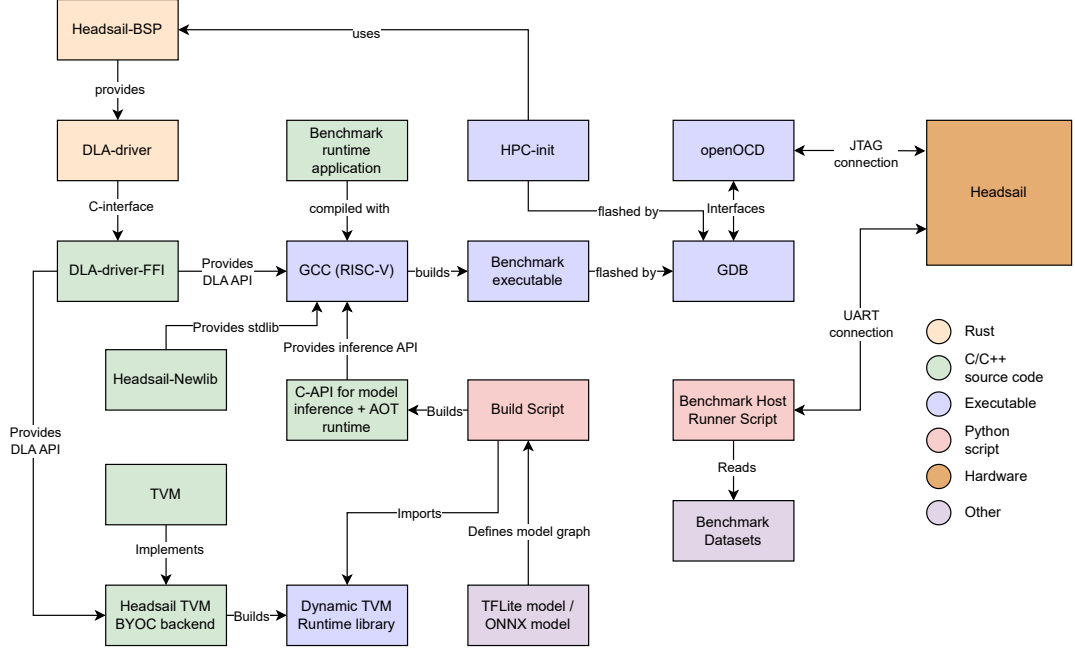 Headsail-BSP
uses
provides
DLA-driver
Benchmark
runtime
application
HPC-init
openOCD
JTAG
connection
Headsail
C-interface
compiled with
flashed by
Interfaces
DLA-driver-FFI
Provides
DLA API
GCC (RISC-V)
builds
Benchmark
executable
flashed by
GDB
Provides stdlib
UART
connection
Provides inference API
Headsail-Newlib
C-API for model
inference + AOT
runtime
Builds
Build Script
Benchmark Host
Runner Script
Provides
DLA API
Reads
TVM
Imports
Defines model graph
Benchmark
Datasets
Implements
Headsail TVM
BYOC backend
Builds
Dynamic TVM
Runtime library
TFLite model /
ONNX model
Rust
C/C++
source code
Executable
Python
script
Hardware
Other